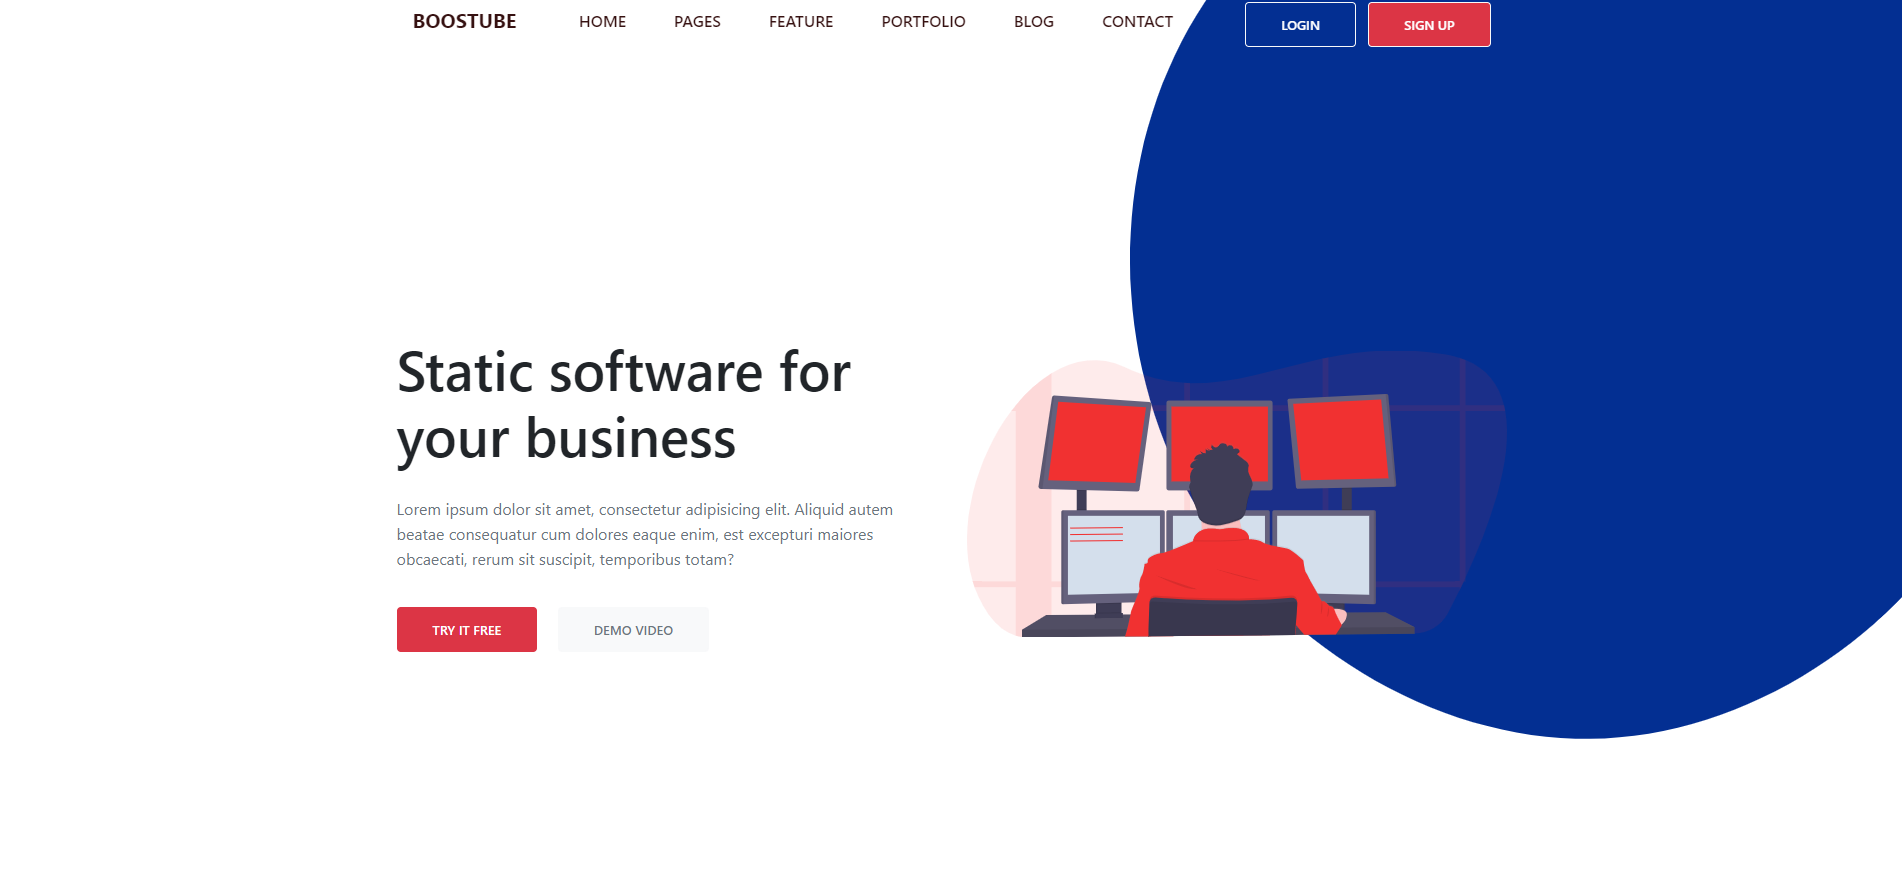 BOOSTUBE HOME PAGES FEATURE PORTFOLIO BLOG CONTACT LOGIN SIGN UP
Static software for
your business
Lorem ipsum dolor sit amet, consectetur adipisicing elit. Aliquid autem
beatae consequatur cum dolores eaque enim, est excepturi maiores
obcaecati, rerum sit suscipit, temporibus totam?
TRY IT FREE DEMO VIDEO